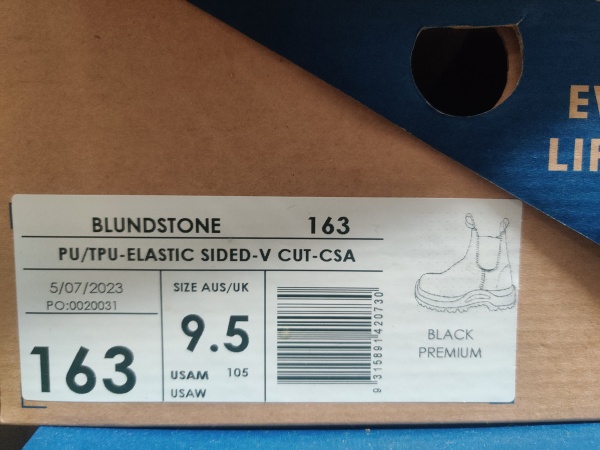 EV
LIF
BLUNDSTONE 163
PU/TPU-ELASTIC SIDED-V CUT-CSA
5/07/2023
PO:0020031
163
SIZE AUS/UK
9.5
USAM 105
USAW
9 315891 420730
BLACK
PREMIUM